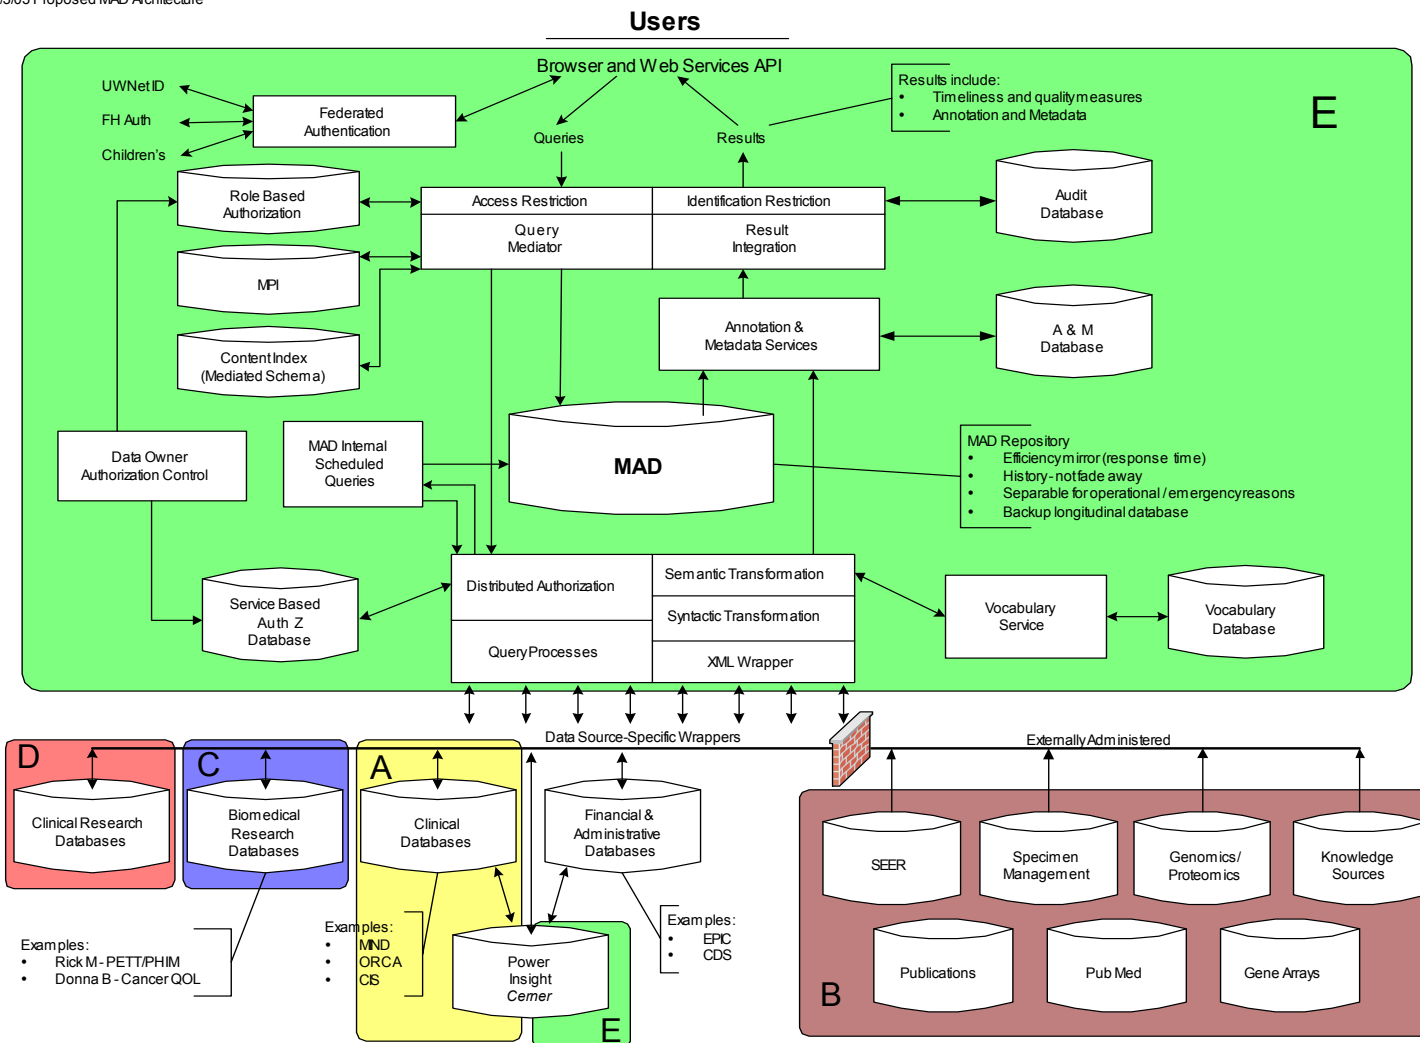 Proposed MAD Architecture
Users
Browser and Web Services API
E
UWNetID
FH Auth
Children's
Federated
Authentication
Queries
Results
Results include:
• Timeliness and quality measures
• Annotation and Metadata
Role Based
Authorization
Access Restriction
Identification Restriction
Query
Mediator
Result
Integration
Audit
Database
MPI
Content Index
(Mediated Schema)
Annotation &
Metadata Services
A & M
Database
Data Owner
Authorization Control
MAD Internal
Scheduled
Queries
MAD
MAD Repository
• Efficiency mirror (response time)
• History - not fade away
• Separable for operational / emergency reasons
• Backup longitudinal database
Service Based
Auth Z
Database
Distributed Authorization
Query Processes
Semantic Transformation
Syntactic Transformation
XML Wrapper
Vocabulary
Service
Vocabulary
Database
Data Source-Specific Wrappers
Externally Administered
D
Clinical Research
Databases
C
Biomedical
Research
Databases
A
Clinical
Databases
Financial &
Administrative
Databases
SEER
Specimen
Management
Genomics/
Proteomics
Knowledge
Sources
Examples:
• Rick M - PETT/PHIM
• Donna B - Cancer QOL
Examples:
• MIND
• ORCA
• CIS
Power
Insight
Cerner
E
Examples:
• EPIC
• CDS
Publications
Pub Med
Gene Arrays
B